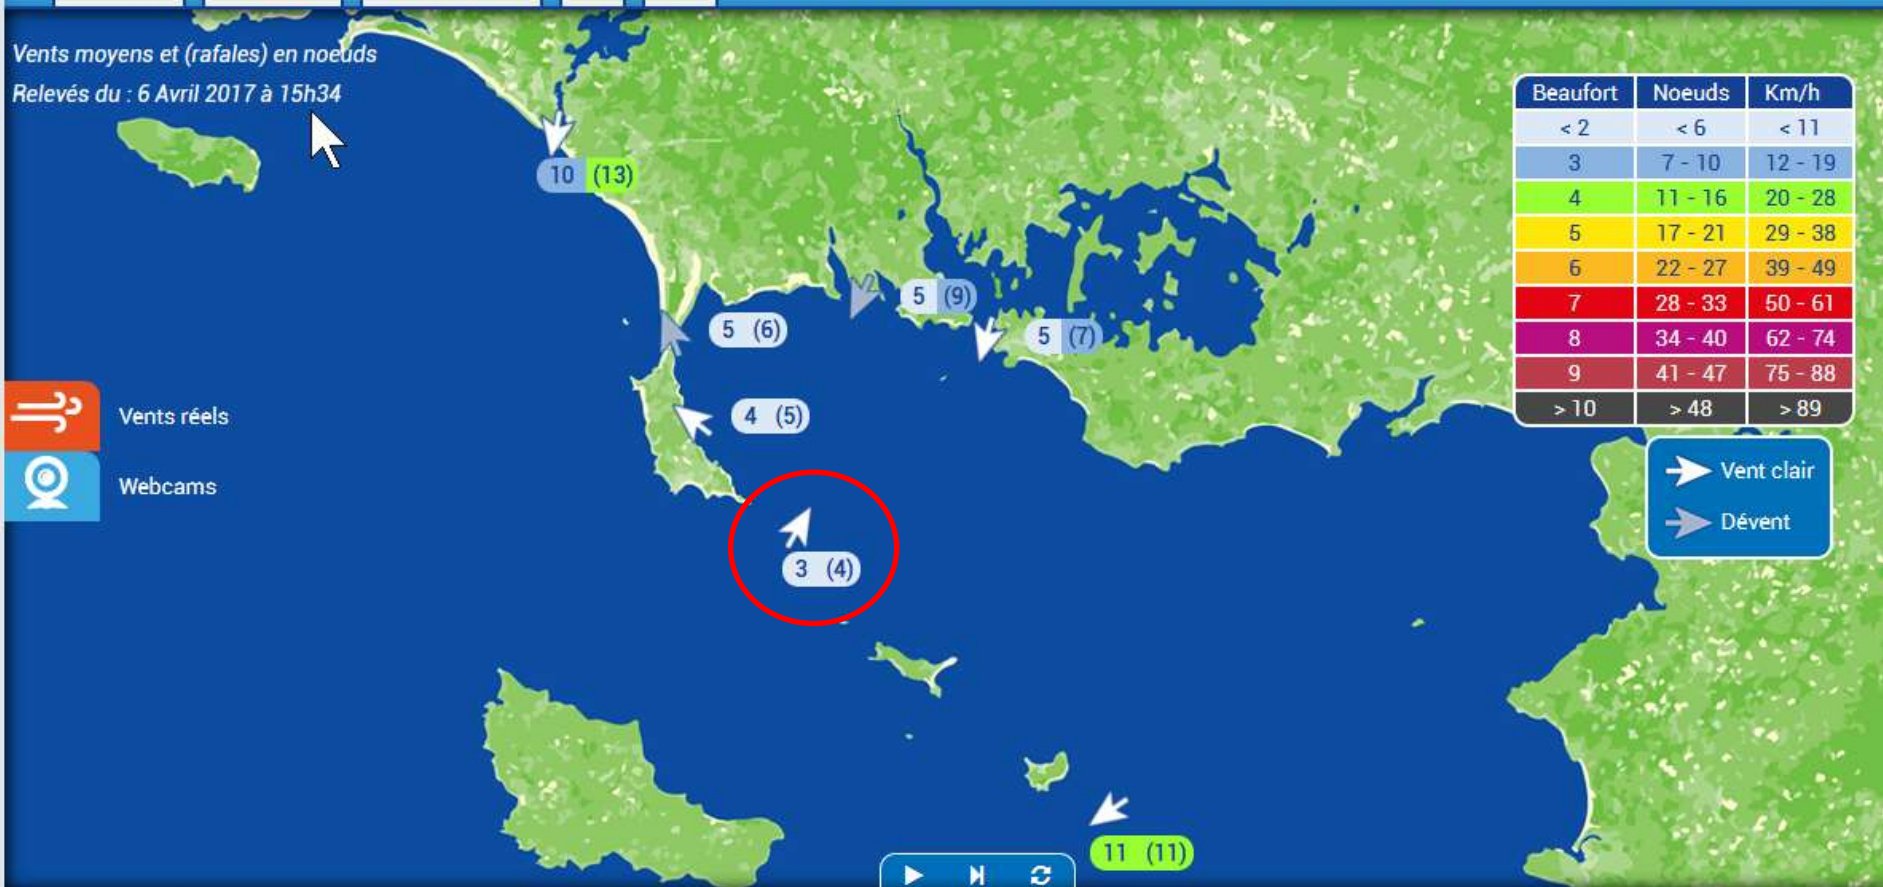 Vents moyens et (rafales) en noeuds
Relevés du : 6 Avril 2017 à 15h34
Beaufort Noeuds Km/h
< 2 < 6 < 11
3 7 - 10 12 - 19
4 11 - 16 20 - 28
5 17 - 21 29 - 38
6 22 - 27 39 - 49
7 28 - 33 50 - 61
8 34 - 40 62 - 74
9 41 - 47 75 - 88
> 10 > 48 > 89
10 (13)
5 (9)
5 (6)
5 (7)
4 (5)
3 (4)
11 (11)
Vents réels
Webcams
Vent clair
Dévent